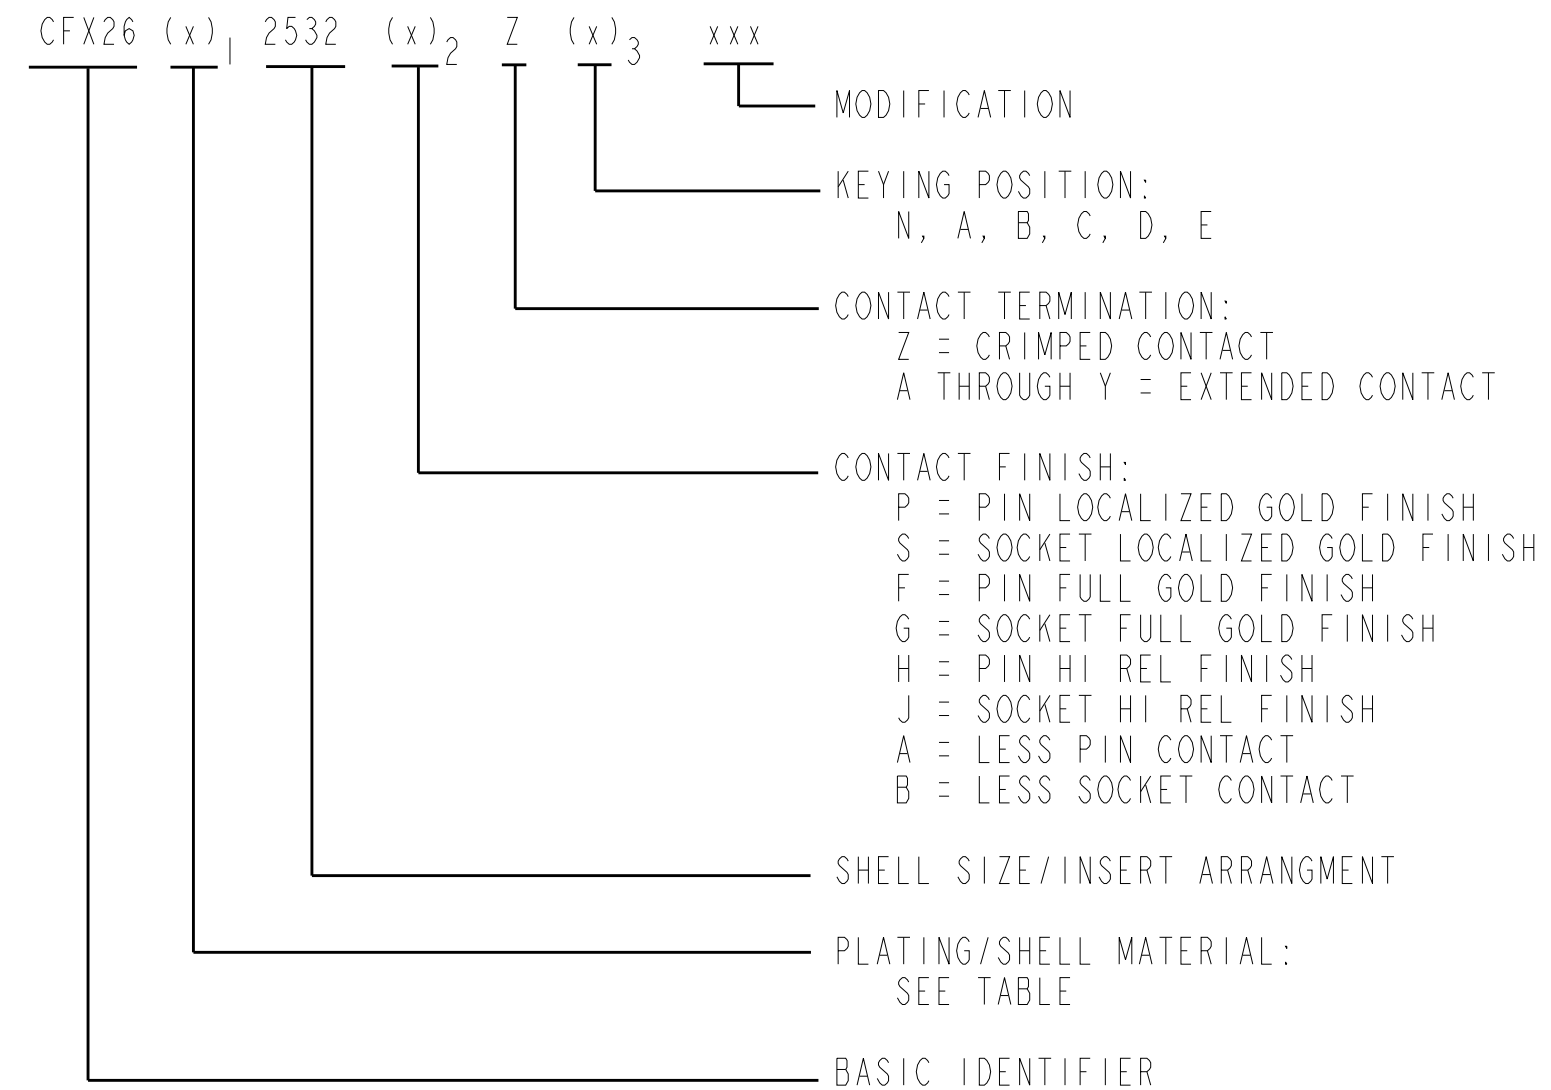 CFX26 (x)1 2532 (x)2 Z (x)3 xxx
MODIFICATION
KEYING POSITION:
N, A, B, C, D, E
CONTACT TERMINATION:
Z = CRIMPED CONTACT
A THROUGH Y = EXTENDED CONTACT
CONTACT FINISH:
P = PIN LOCALIZED GOLD FINISH
S = SOCKET LOCALIZED GOLD FINISH
F = PIN FULL GOLD FINISH
G = SOCKET FULL GOLD FINISH
H = PIN HI REL FINISH
J = SOCKET HI REL FINISH
A = LESS PIN CONTACT
B = LESS SOCKET CONTACT
SHELL SIZE/INSERT ARRANGMENT
PLATING/SHELL MATERIAL:
SEE TABLE
BASIC IDENTIFIER